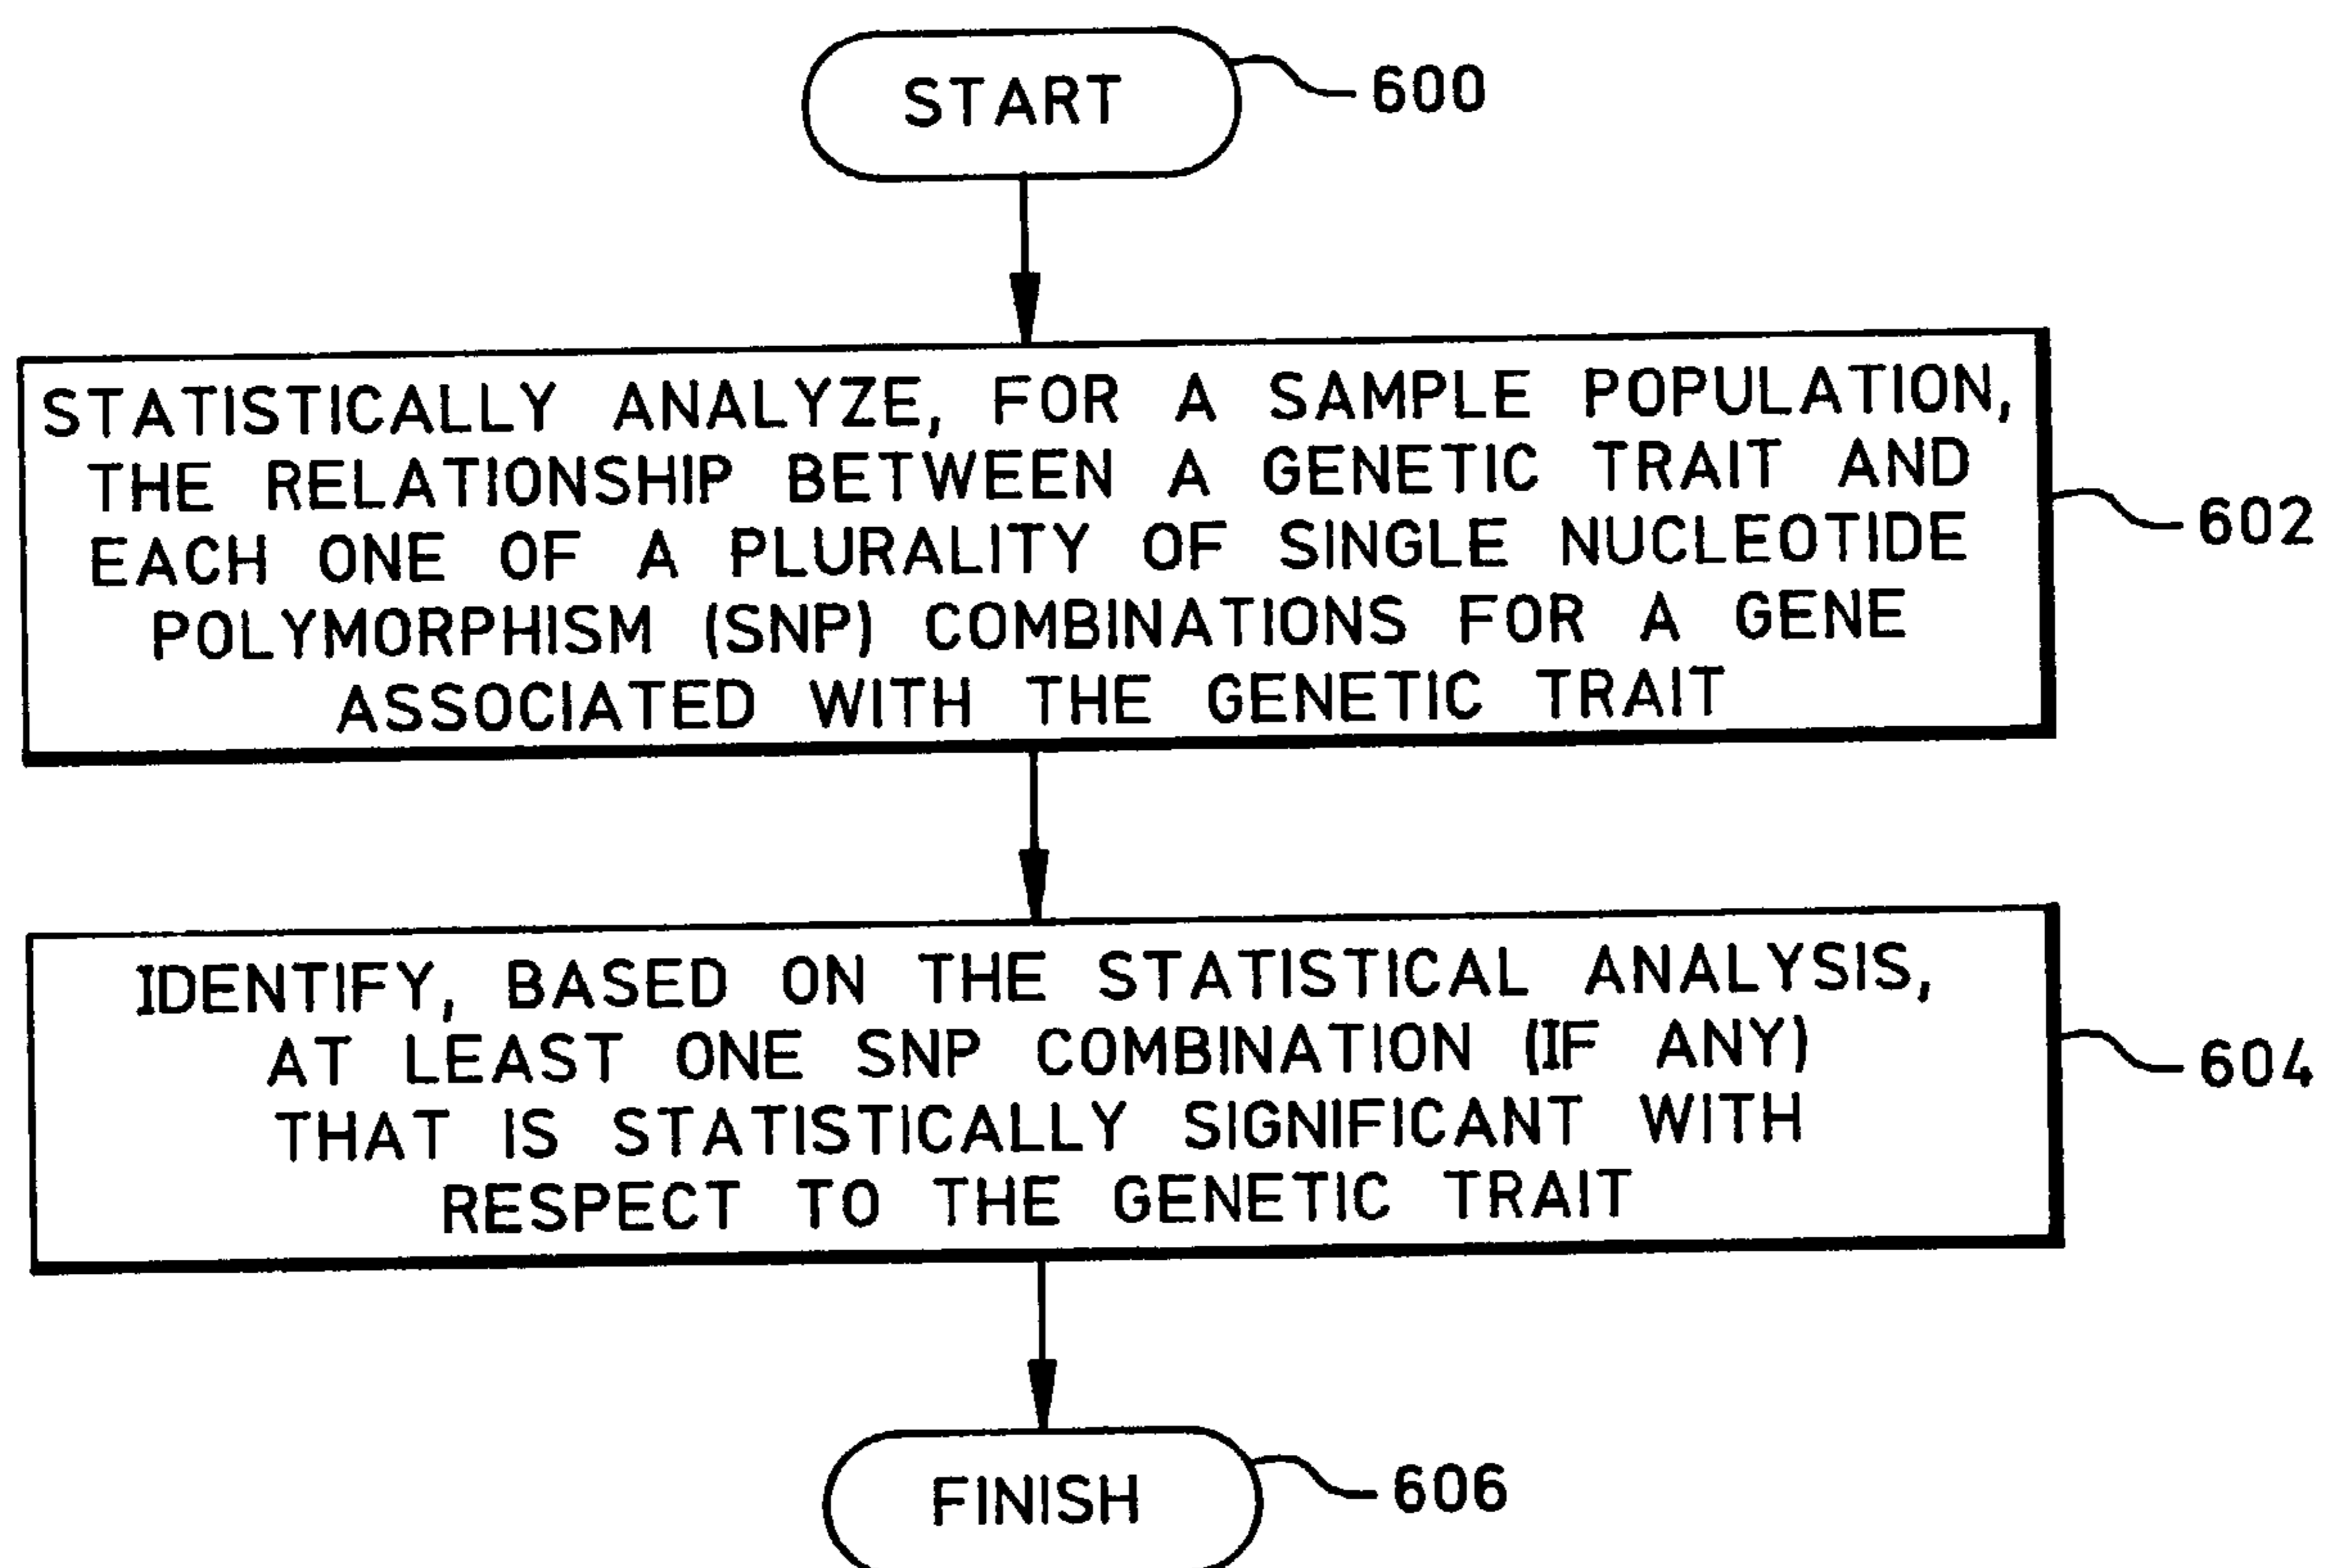 START
600
STATISTICALLY ANALYZE, FOR A SAMPLE POPULATION,
THE RELATIONSHIP BETWEEN A GENETIC TRAIT AND
EACH ONE OF A PLURALITY OF SINGLE NUCLEOTIDE
POLYMORPHISM (SNP) COMBINATIONS FOR A GENE
ASSOCIATED WITH THE GENETIC TRAIT
602
IDENTIFY, BASED ON THE STATISTICAL ANALYSIS,
AT LEAST ONE SNP COMBINATION (IF ANY)
THAT IS STATISTICALLY SIGNIFICANT WITH
RESPECT TO THE GENETIC TRAIT
604
FINISH
606